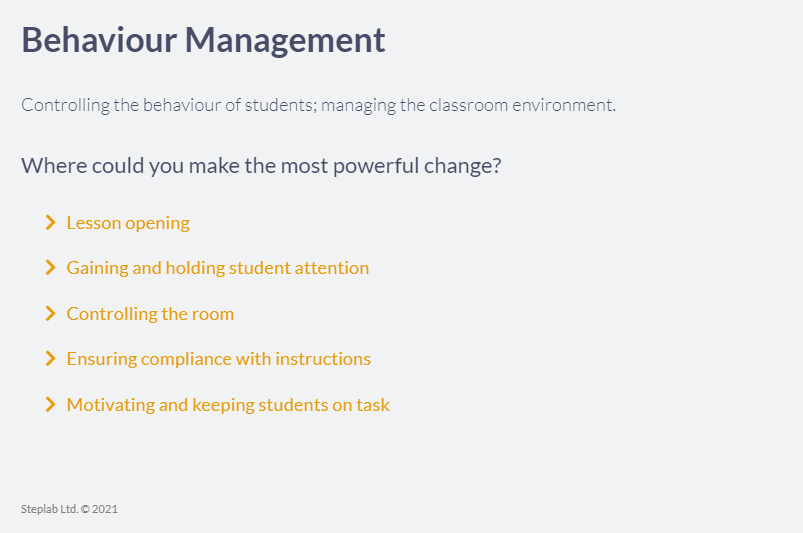 Behaviour Management
Controlling the behaviour of students; managing the classroom environment.
Where could you make the most powerful change?
Lesson opening
Gaining and holding student attention
Controlling the room
Ensuring compliance with instructions
Motivating and keeping students on task
Steplab Ltd. © 2021